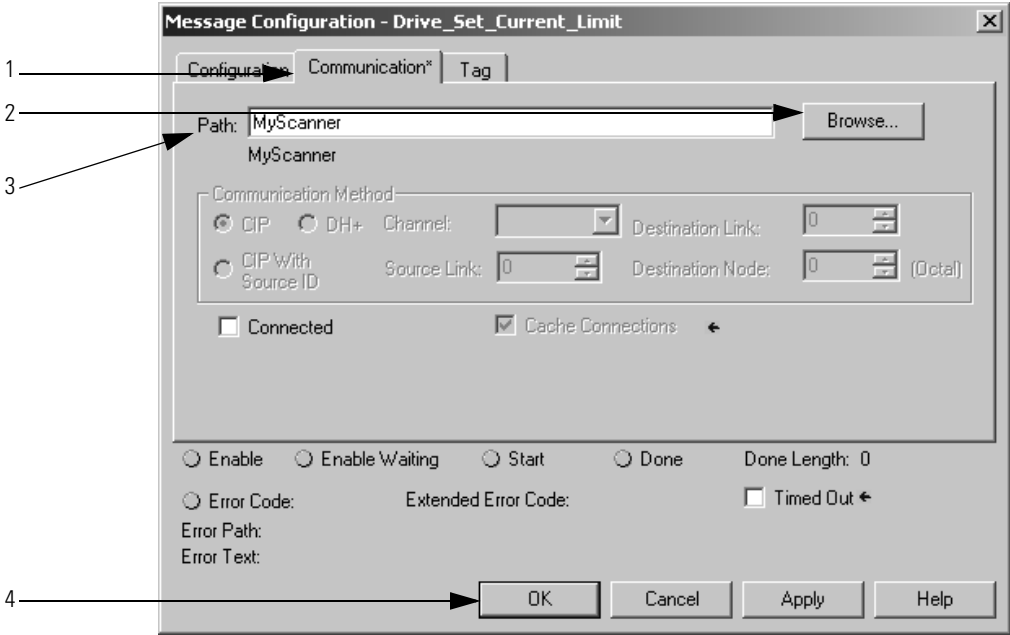 Message Configuration - Drive_Set_Current_Limit
1
Configuration Communication* Tag
2
Path: MyScanner Browse...
MyScanner
3
Communication Method
CIP DH+ Channel: Destination Link: 0
CIP With Source ID Source Link: 0 Destination Node: 0 (Octal)
Connected Cache Connections
Enable Enable Waiting Start Done Done Length: 0
Error Code: Extended Error Code: Timed Out
Error Path:
Error Text:
4
OK Cancel Apply Help